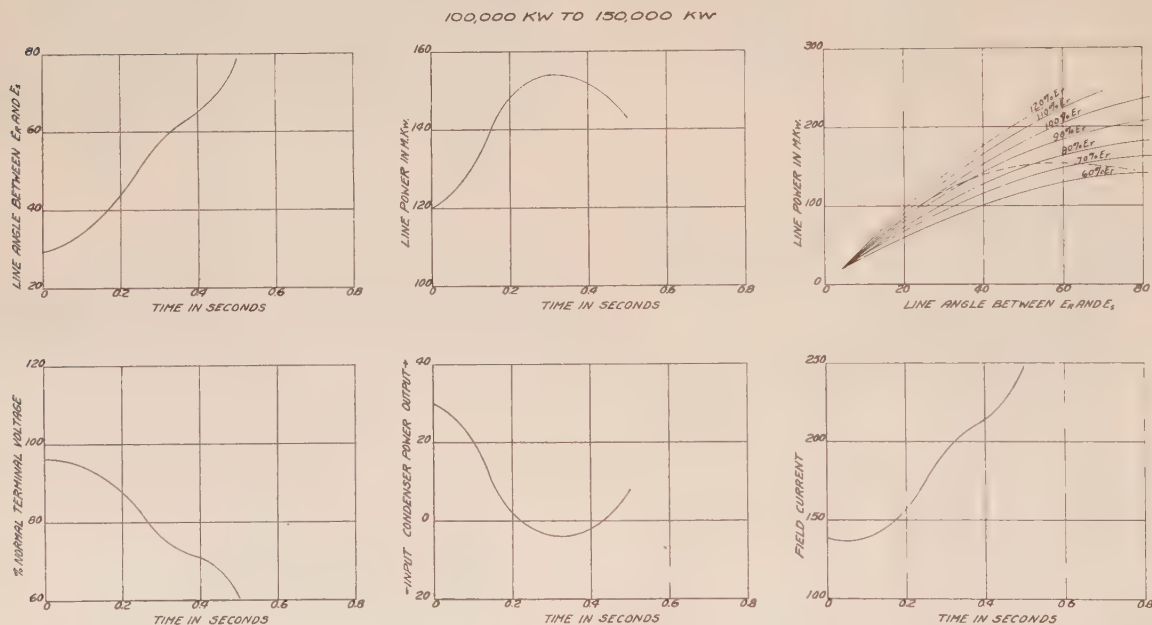 100,000 KW TO 150,000 KW
LINE ANGLE BETWEEN ER AND Es
80
60
40
20
0 0.2 0.4 0.6 0.8
TIME IN SECONDS
LINE POWER IN M.KW.
160
140
120
100
0 0.2 0.4 0.6 0.8
TIME IN SECONDS
LINE POWER IN M.KW.
300
200
100
0
20 40 60 80
120%Er
110%Er
100%Er
90%Er
80%Er
70%Er
60%Er
LINE ANGLE BETWEEN ER AND Es
% NORMAL TERMINAL VOLTAGE
120
100
80
60
0 0.2 0.4 0.6 0.8
TIME IN SECONDS
-INPUT CONDENSER POWER OUTPUT+
40
20
0
20
0 0.2 0.4 0.6 0.8
TIME IN SECONDS
FIELD CURRENT
250
200
150
100
0 0.2 0.4 0.6 0.8
TIME IN SECONDS